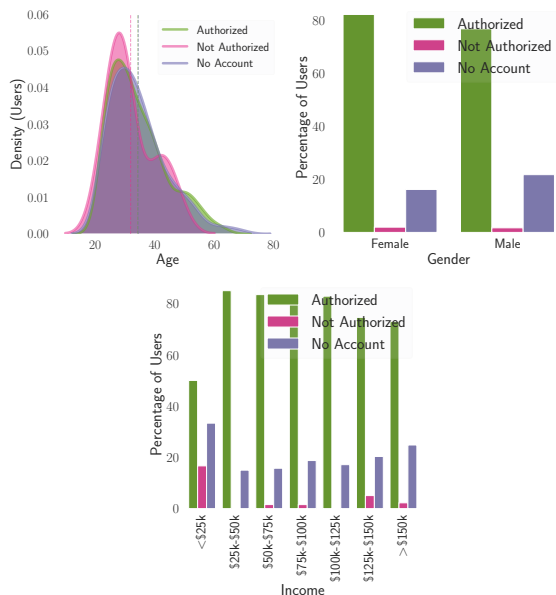 0.06
0.05
0.04
0.03
0.02
0.01
0.00
Density (Users)
20
40
60
80
Age
Authorized
Not Authorized
No Account
80
60
40
20
0
Percentage of Users
Female
Male
Gender
Authorized
Not Authorized
No Account
80
60
40
20
0
Percentage of Users
<$25k
$25k-$50k
$50k-$75k
$75k-$100k
$100k-$125k
$125k-$150k
> $150k
Income
Authorized
Not Authorized
No Account